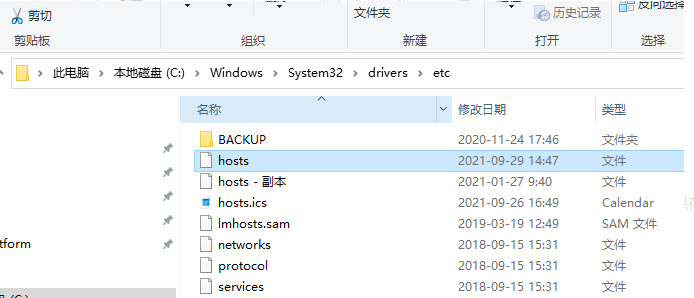 剪切
剪贴板
组织
文件夹
新建
历史记录
打开
反向选择
选择
此电脑 本地磁盘 (C:) Windows System32 drivers etc
名称 修改日期 类型
BACKUP 2020-11-24 17:46 文件夹
hosts 2021-09-29 14:47 文件
hosts - 副本 2021-01-27 9:40 文件
hosts.ics 2021-09-26 16:49 Calendar
lmhosts.sam 2019-03-19 12:49 SAM 文件
networks 2018-09-15 15:31 文件
protocol 2018-09-15 15:31 文件
services 2018-09-15 15:31 文件
tform
(C:)